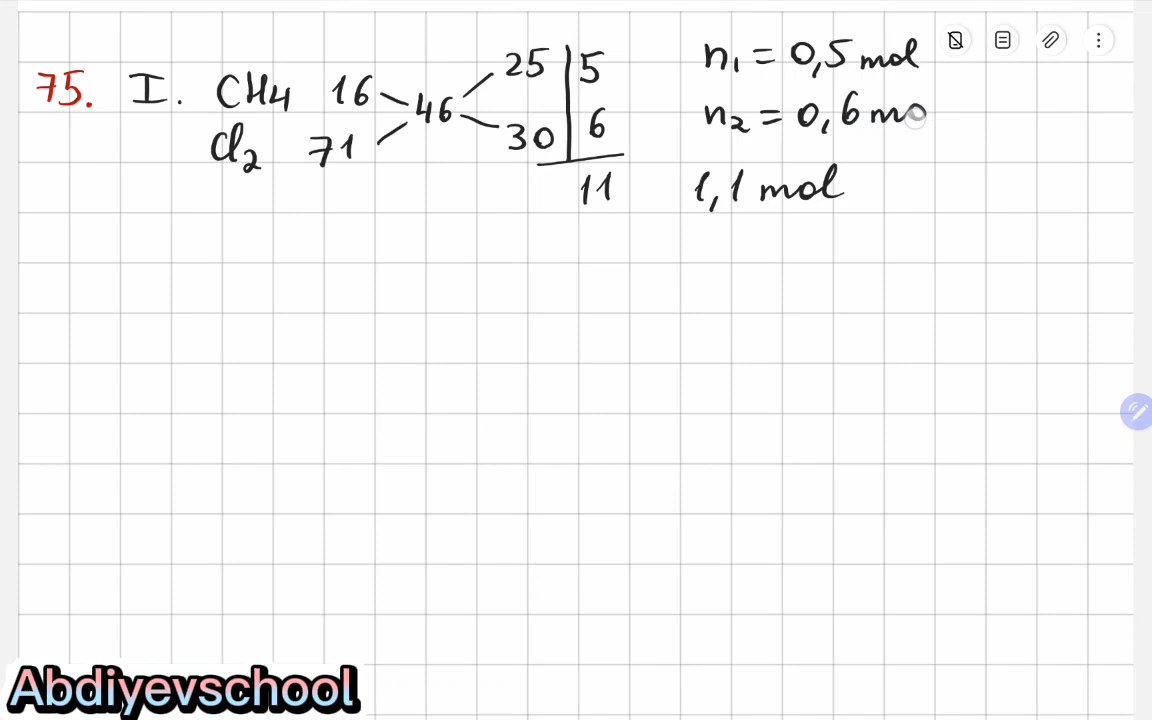 75. I. CH4 16 46 25 5 n₁ = 0,5 mol
Cl₂ 71 30 6 n₂ = 0,6 mo
11 1,1 mol
Abdiyevschool